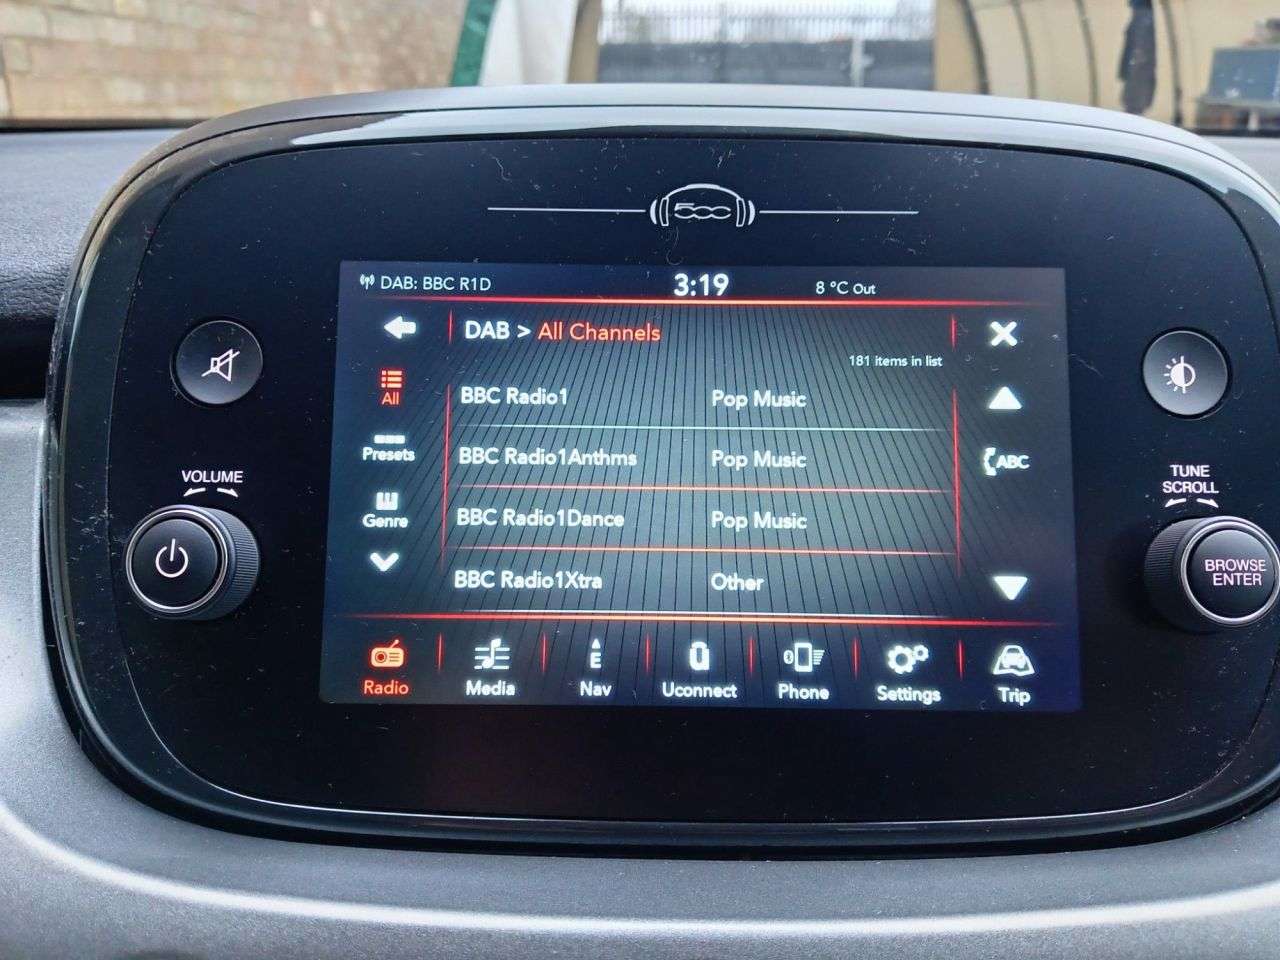 500
DAB: BBC R1D 3:19 8 °C Out
DAB > All Channels
181 items in list
All
BBC Radio1 Pop Music
Presets
BBC Radio1Anthms Pop Music
ABC
Genre
BBC Radio1Dance Pop Music
BBC Radio1Xtra Other
Radio Media E Nav Uconnect Phone Settings Trip
VOLUME
TUNE
SCROLL
BROWSE
ENTER